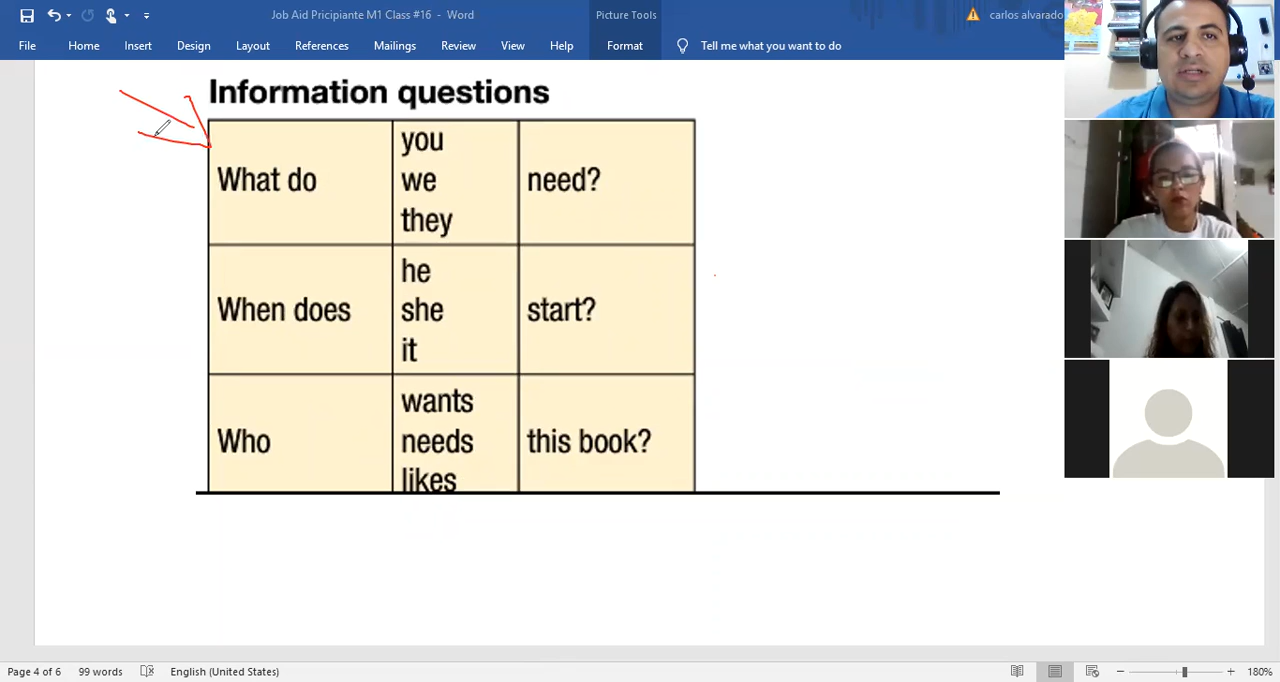 Job Aid Pricipiante M1 Class #16 - Word
Picture Tools
carlos alvarado
File Home Insert Design Layout References Mailings Review View Help Format Tell me what you want to do
Information questions
What do
you
we
they
need?
When does
he
she
it
start?
Who
wants
needs
likes
this book?
Page 4 of 6 99 words English (United States) 180%